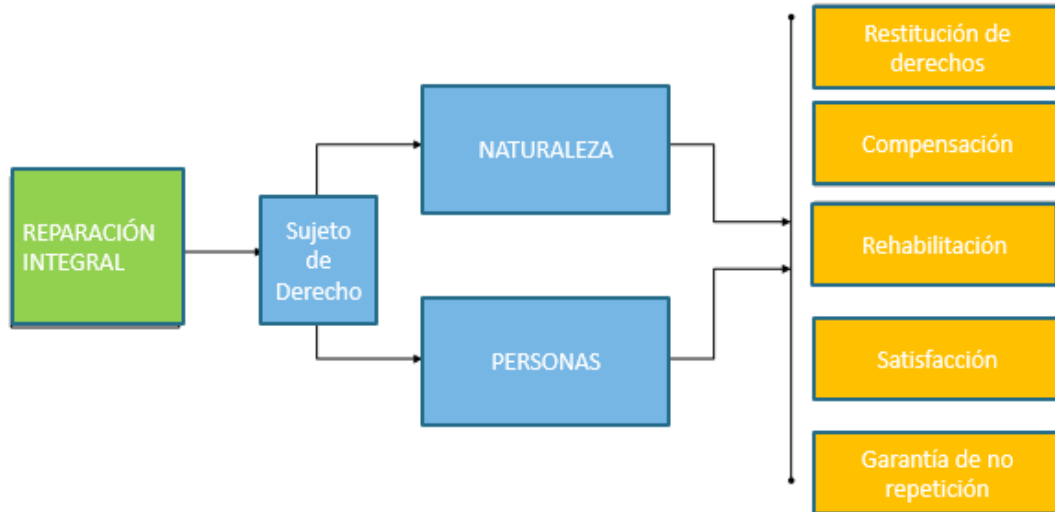 REPARACIÓN
INTEGRAL
Sujeto
de
Derecho
NATURALEZA
PERSONAS
Restitución de
derechos
Compensación
Rehabilitación
Satisfacción
Garantía de no
repetición